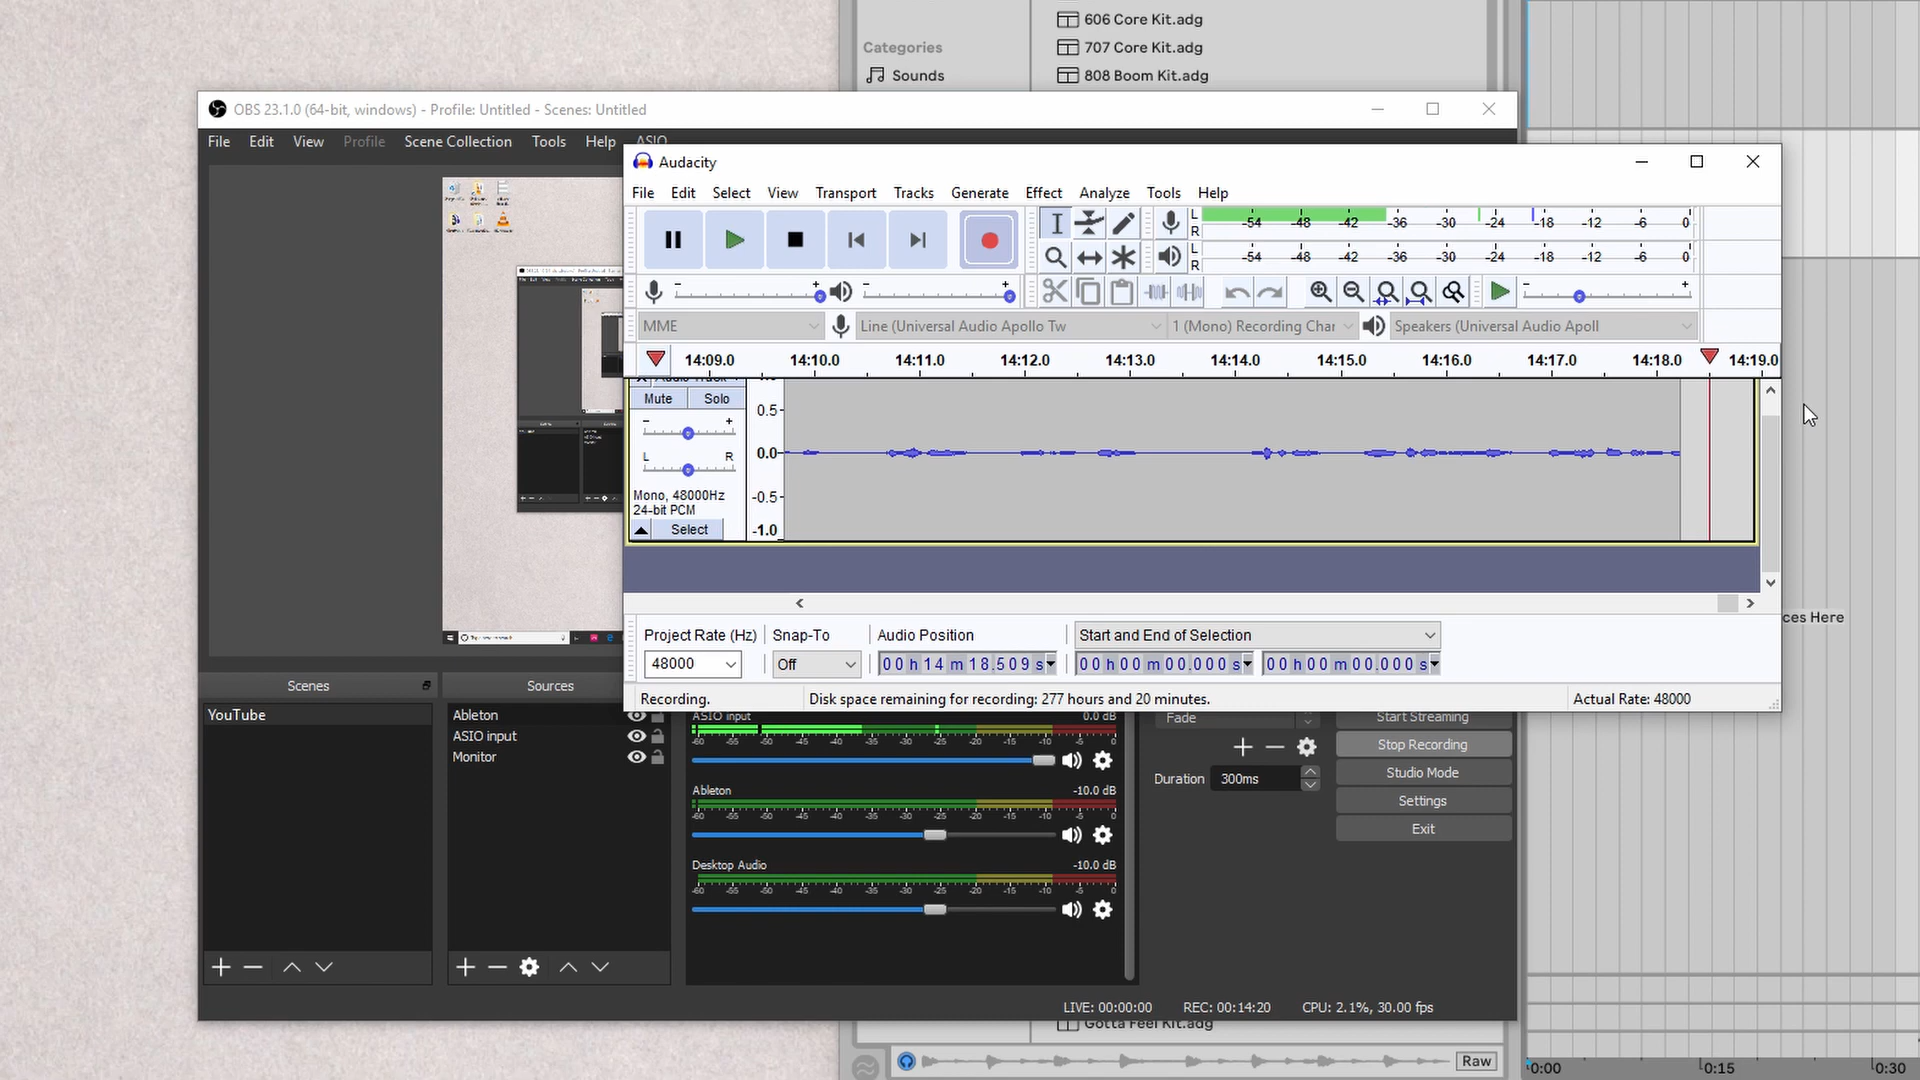 606 Core Kit.adg
Categories
707 Core Kit.adg
Sounds
808 Boom Kit.adg
OBS 23.1.0 (64-bit, windows) - Profile: Untitled - Scenes: Untitled
File Edit View Profile Scene Collection Tools Help ASIO
Audacity
File Edit Select View Transport Tracks Generate Effect Analyze Tools Help
L -54 -48 -42 -36 -30 -24 -18 -12 -6 0
R
L -54 -48 -42 -36 -30 -24 -18 -12 -6 0
R
MME Line (Universal Audio Apollo Tw 1 (Mono) Recording Char Speakers (Universal Audio Apoll
14:09.0 14:10.0 14:11.0 14:12.0 14:13.0 14:14.0 14:15.0 14:16.0 14:17.0 14:18.0 14:19.0
Mute Solo
0.5
- +
0.0
L R
Mono, 48000Hz
-0.5
24-bit PCM
Select
-1.0
ces Here
Project Rate (Hz) Snap-To Audio Position Start and End of Selection
48000 Off 00 h 14 m 18.509 s 00 h 00 m 00.000 s 00 h 00 m 00.000 s
Recording. Disk space remaining for recording: 277 hours and 20 minutes. Actual Rate: 48000
Scenes Sources
YouTube
Ableton
ASIO input
Monitor
ASIO input 0.0 dB
-60 -55 -50 -45 -40 -35 -30 -25 -20 -15 -10 -5 0
Ableton -10.0 dB
-60 -55 -50 -45 -40 -35 -30 -25 -20 -15 -10 -5 0
Desktop Audio -10.0 dB
-60 -55 -50 -45 -40 -35 -30 -25 -20 -15 -10 -5 0
Fade
Duration 300ms
Start Streaming
Stop Recording
Studio Mode
Settings
Exit
LIVE: 00:00:00 REC: 00:14:20 CPU: 2.1%, 30.00 fps
Gotta Feel Kit.adg
Raw
0:00 0:15 0:30